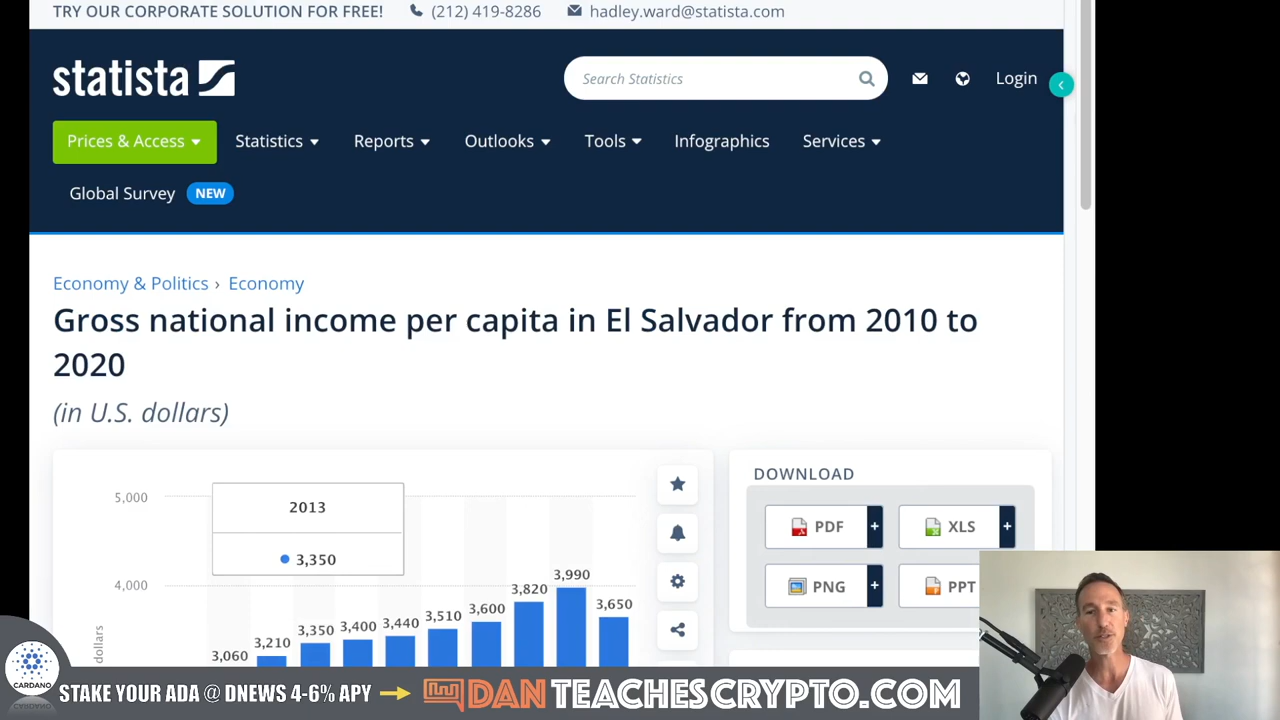 TRY OUR CORPORATE SOLUTION FOR FREE! (212) 419-8286 hadley.ward@statista.com
statista
Search Statistics
Login
Prices & Access
Statistics
Reports
Outlooks
Tools
Infographics
Services
Global Survey NEW
Economy & Politics › Economy
Gross national income per capita in El Salvador from 2010 to
2020
(in U.S. dollars)
DOWNLOAD
5,000
2013
3,350
PDF +
XLS +
4,000
3,990
3,820
3,650
3,600
3,510
3,440
3,400
3,350
3,210
3,060
PNG +
PPT
dollars
CARDANO
STAKE YOUR ADA @ DNEWS 4-6% APY
DANTEACHESCRYPTO.COM